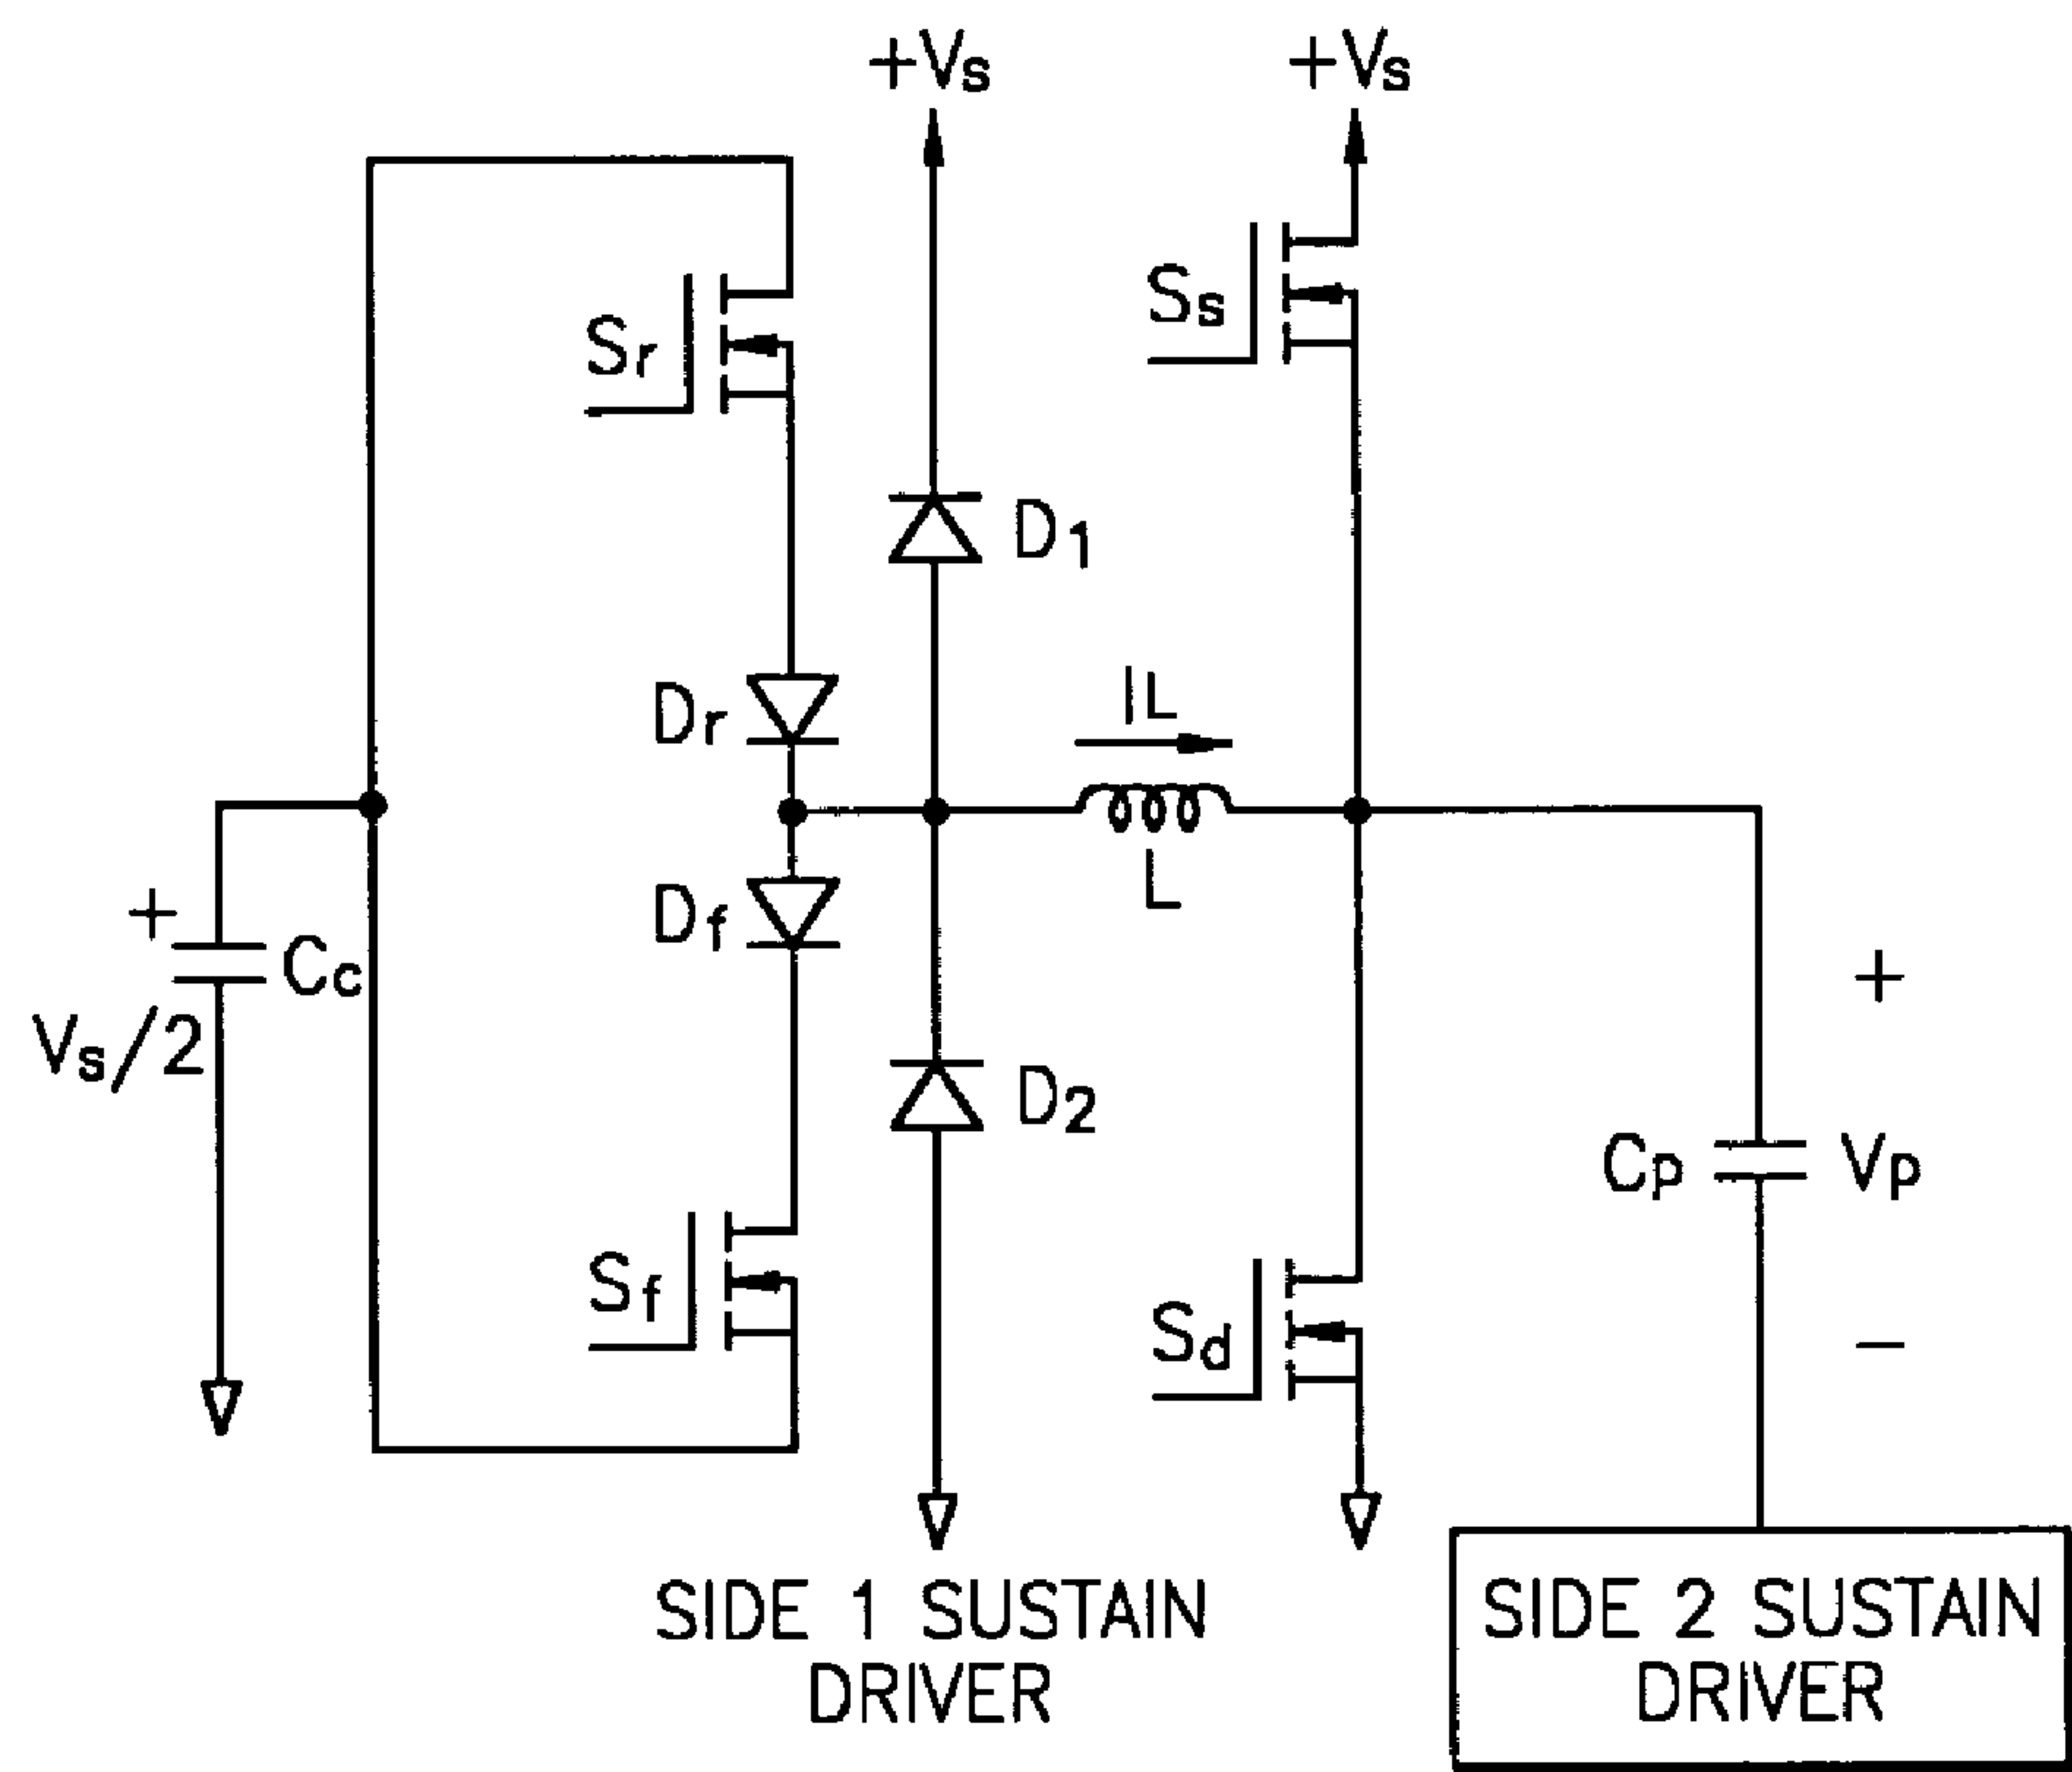 +Vs
+Vs
Sr
Ss
D1
Dr
IL
Df
L
+
Cc
Vs/2
+
D2
Cp
Vp
Sf
Sd
−
SIDE 1 SUSTAIN
DRIVER
SIDE 2 SUSTAIN
DRIVER